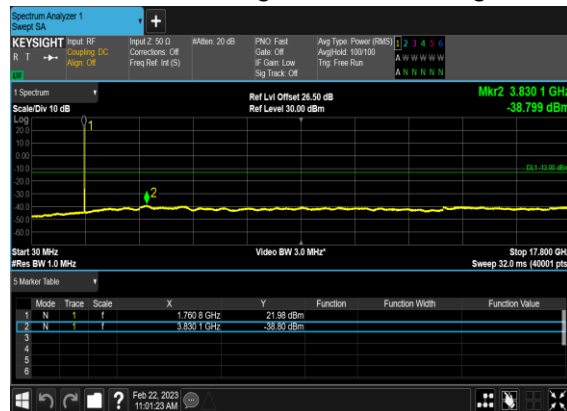 Spectrum Analyzer 1
Swept SA
+
KEYSIGHT Input: RF Input Z: 50 Ω #Atten: 20 dB PNO: Fast Avg Type: Power (RMS) 1 2 3 4 5 6
R T Coupling: DC Corrections: Off Gate: Off Avg|Hold: 100/100 A W W W W W
Align: Off Freq Ref: Int (S) IF Gain: Low Trig: Free Run
LW Sig Track: Off A N N N N N
1 Spectrum Ref Lvl Offset 26.50 dB Mkr2 3.830 1 GHz
Scale/Div 10 dB Ref Level 30.00 dBm -38.799 dBm
Log
20.0 1
10.0
0.00
-10.0 DL1 -13.00 dBm
-20.0
-30.0 2
-40.0
-50.0
-60.0
Start 30 MHz Video BW 3.0 MHz* Stop 17.800 GHz
#Res BW 1.0 MHz Sweep 32.0 ms (40001 pts)
5 Marker Table
Mode Trace Scale X Y Function Function Width Function Value
1 N 1 f 1.760 8 GHz 21.98 dBm
2 N 1 f 3.830 1 GHz -38.80 dBm
3
4
5
6
? Feb 22, 2023
11:01:23 AM